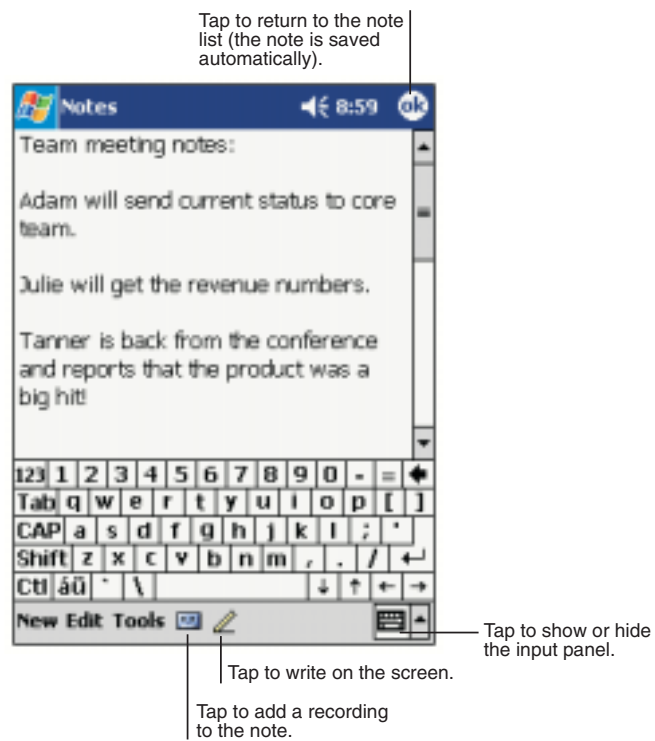 Tap to return to the note
list (the note is saved
automatically).
Notes 8:59 ok
Team meeting notes:
Adam will send current status to core
team.
Julie will get the revenue numbers.
Tanner is back from the conference
and reports that the product was a
big hit!
123 1 2 3 4 5 6 7 8 9 0 - =
Tab q w e r t y u i o p [ ]
CAP a s d f g h j k l ; '
Shift z x c v b n m , . /
Ctl áü ` \ ↓ ↑ ← →
New Edit Tools
Tap to show or hide
the input panel.
Tap to write on the screen.
Tap to add a recording
to the note.